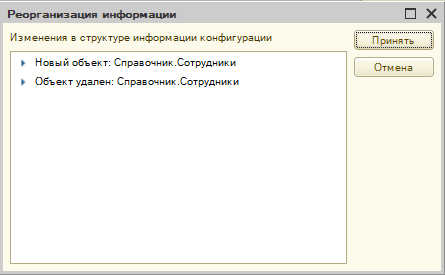 Реорганизация информации
Изменения в структуре информации конфигурации
Принять
Новый объект: Справочник.Сотрудники
Отмена
Объект удален: Справочник.Сотрудники